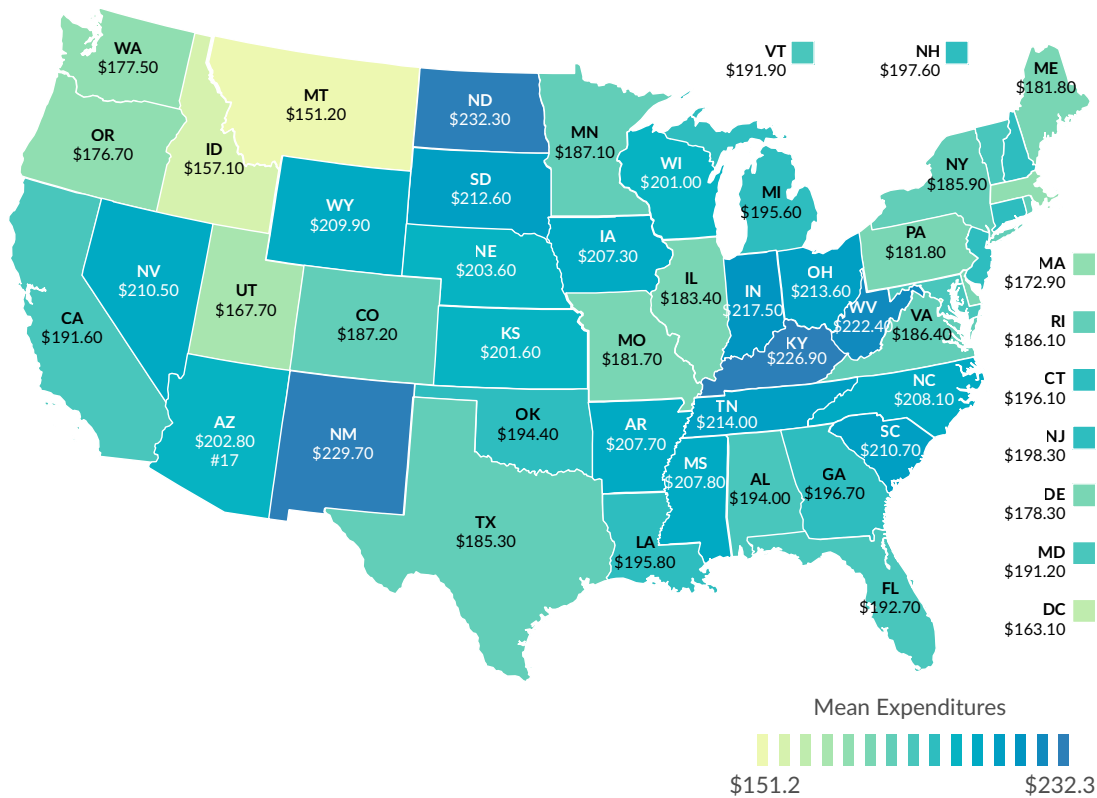 WA
$177.50
VT
$191.90
NH
$197.60
ME
$181.80
MT
$151.20
ND
$232.30
OR
$176.70
ID
$157.10
MN
$187.10
WI
$201.00
NY
$185.90
SD
$212.60
MI
$195.60
WY
$209.90
PA
$181.80
IA
$207.30
NE
$203.60
MA
$172.90
NV
$210.50
IL
$183.40
IN
$217.50
OH
$213.60
UT
$167.70
WV
$222.40
VA
$186.40
CA
$191.60
CO
$187.20
RI
$186.10
KS
$201.60
MO
$181.70
KY
$226.90
CT
$196.10
NC
$208.10
TN
$214.00
OK
$194.40
AZ
$202.80
#17
NM
$229.70
AR
$207.70
SC
$210.70
NJ
$198.30
MS
$207.80
AL
$194.00
GA
$196.70
DE
$178.30
TX
$185.30
LA
$195.80
MD
$191.20
FL
$192.70
DC
$163.10
Mean Expenditures
$151.2
$232.3